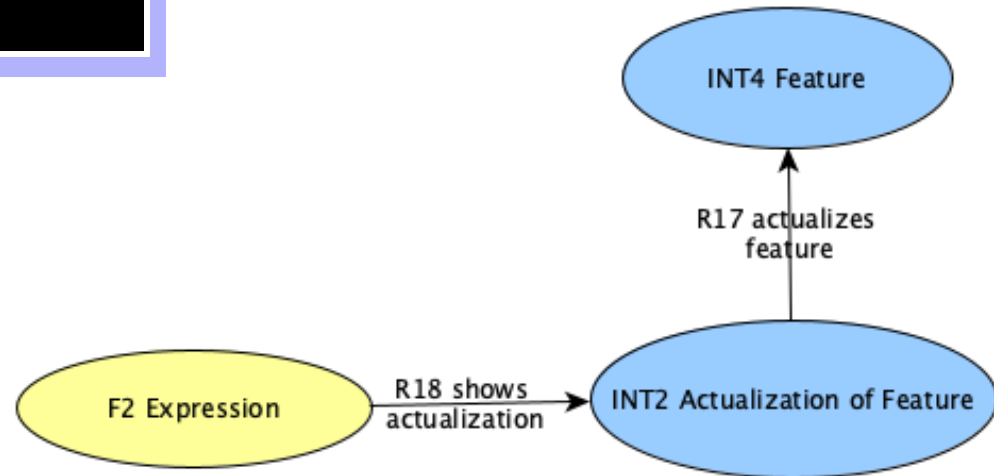 INT4 Feature
R17 actualizes
feature
R18 shows
actualization
F2 Expression
INT2 Actualization of Feature